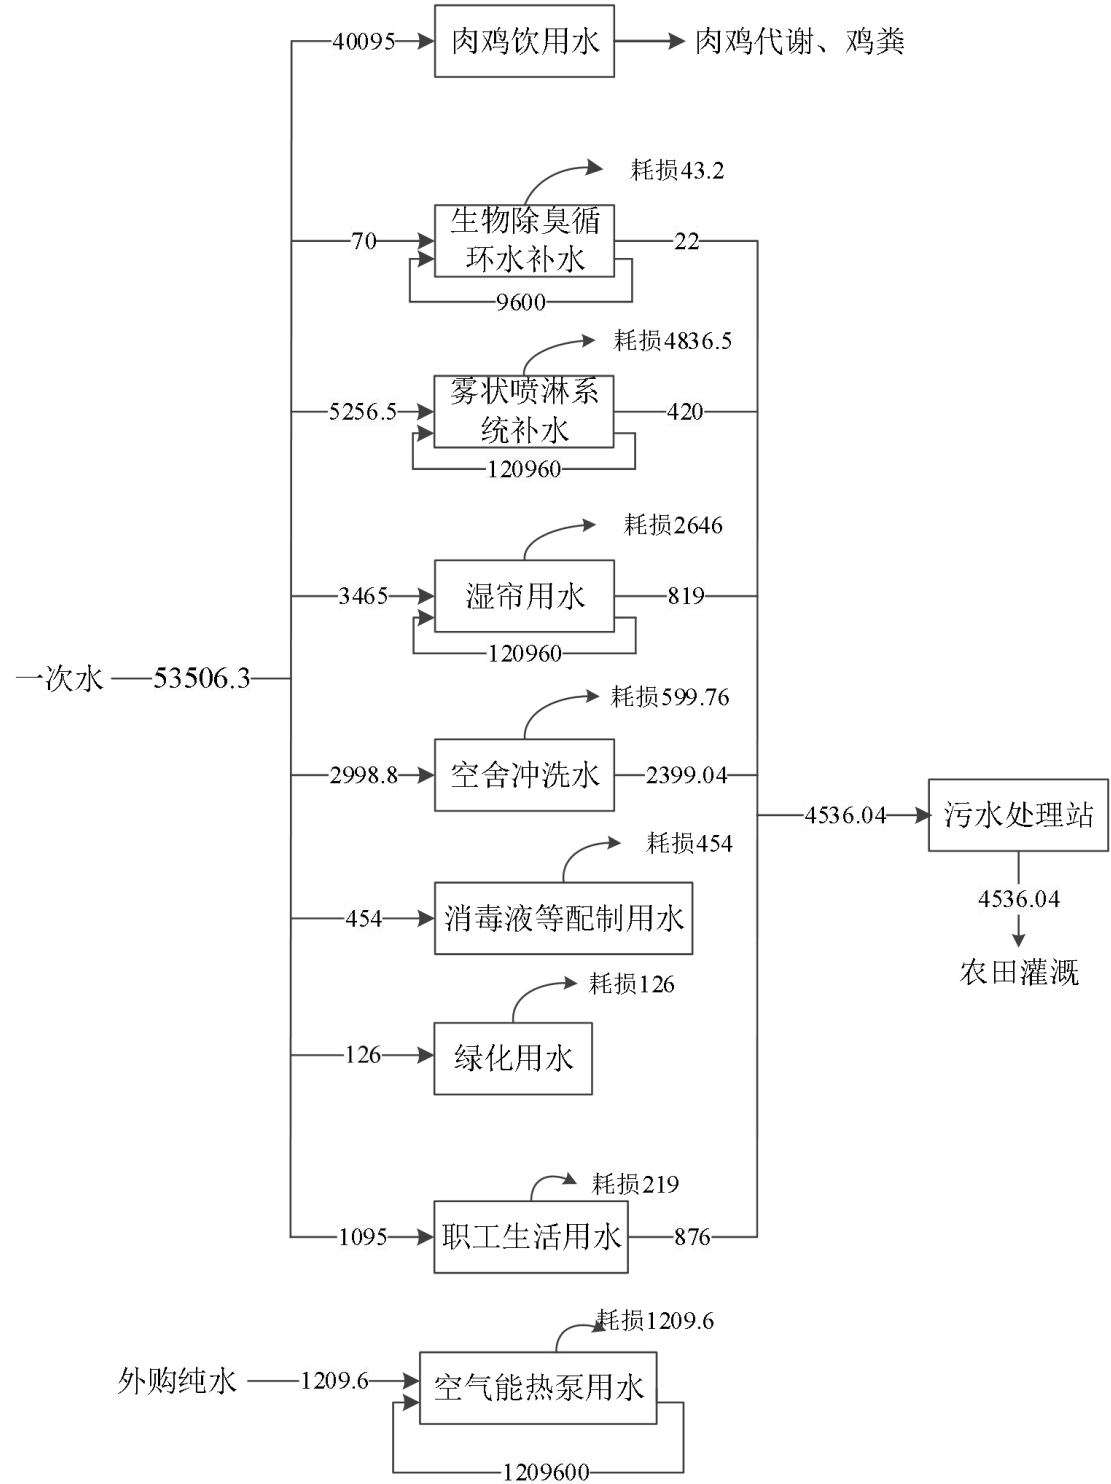 40095
肉鸡饮用水
肉鸡代谢、鸡粪
耗损43.2
70
生物除臭循
环水补水
22
9600
耗损4836.5
5256.5
雾状喷淋系
统补水
420
120960
耗损2646
3465
湿帘用水
819
120960
一次水
53506.3
耗损599.76
2998.8
空舍冲洗水
2399.04
4536.04
污水处理站
耗损454
454
消毒液等配制用水
4536.04
农田灌溉
耗损126
126
绿化用水
耗损219
1095
职工生活用水
876
耗损1209.6
外购纯水
1209.6
空气能热泵用水
1209600